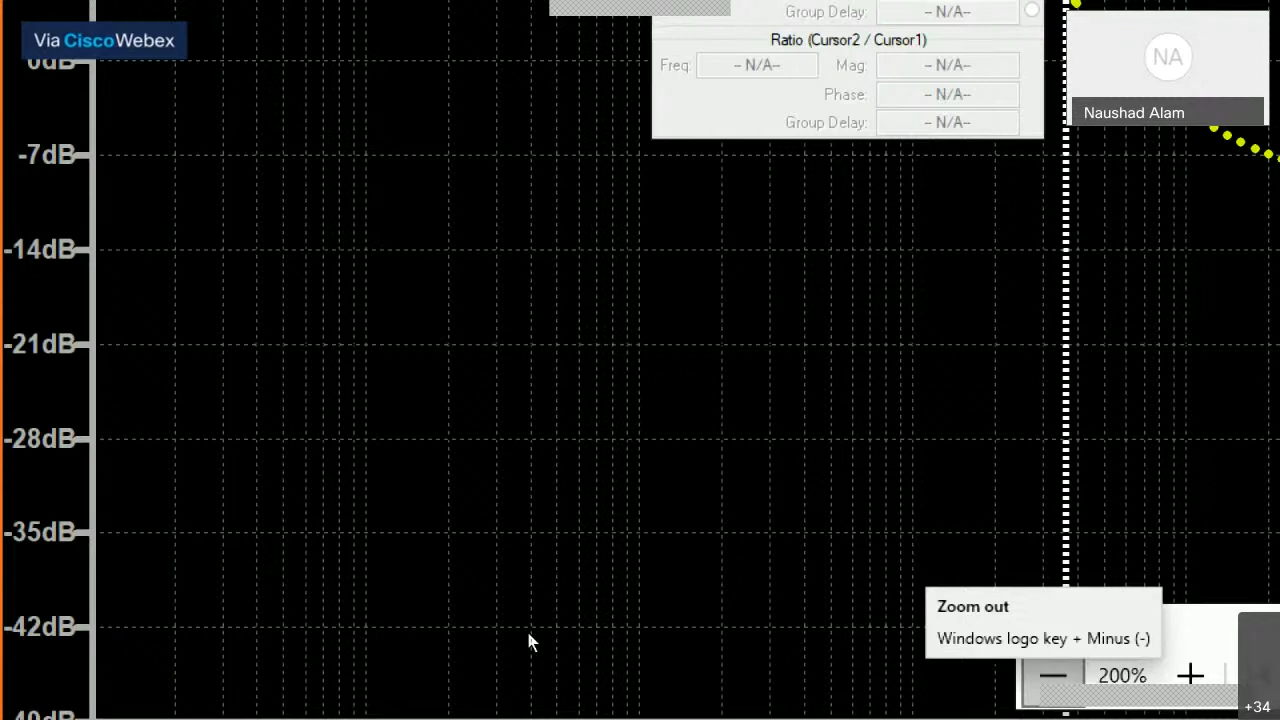 Via CiscoWebex
Group Delay: -- N/A--
Ratio (Cursor2 / Cursor1)
Freq: -- N/A-- Mag: -- N/A--
Phase: -- N/A--
Group Delay: -- N/A--
NA
Naushad Alam
0dB
-7dB
-14dB
-21dB
-28dB
-35dB
-42dB
Zoom out
Windows logo key + Minus (-)
200%
+34